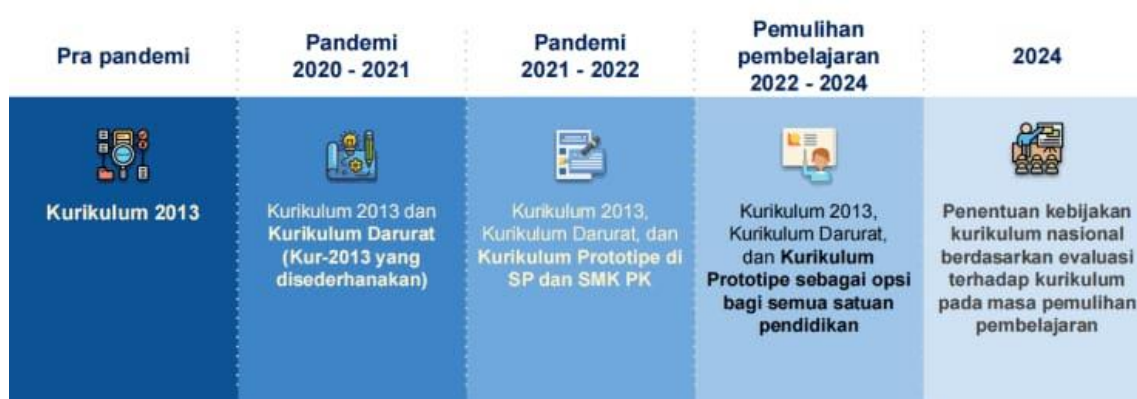 Pra pandemi
Pandemi
2020 - 2021
Pandemi
2021 - 2022
Pemulihan
pembelajaran
2022 - 2024
2024
Kurikulum 2013
Kurikulum 2013 dan
Kurikulum Darurat
(Kur-2013 yang
disederhanakan)
Kurikulum 2013,
Kurikulum Darurat, dan
Kurikulum Prototipe di
SP dan SMK PK
Kurikulum 2013,
Kurikulum Darurat,
dan Kurikulum
Prototipe sebagai opsi
bagi semua satuan
pendidikan
Penentuan kebijakan
kurikulum nasional
berdasarkan evaluasi
terhadap kurikulum
pada masa pemulihan
pembelajaran